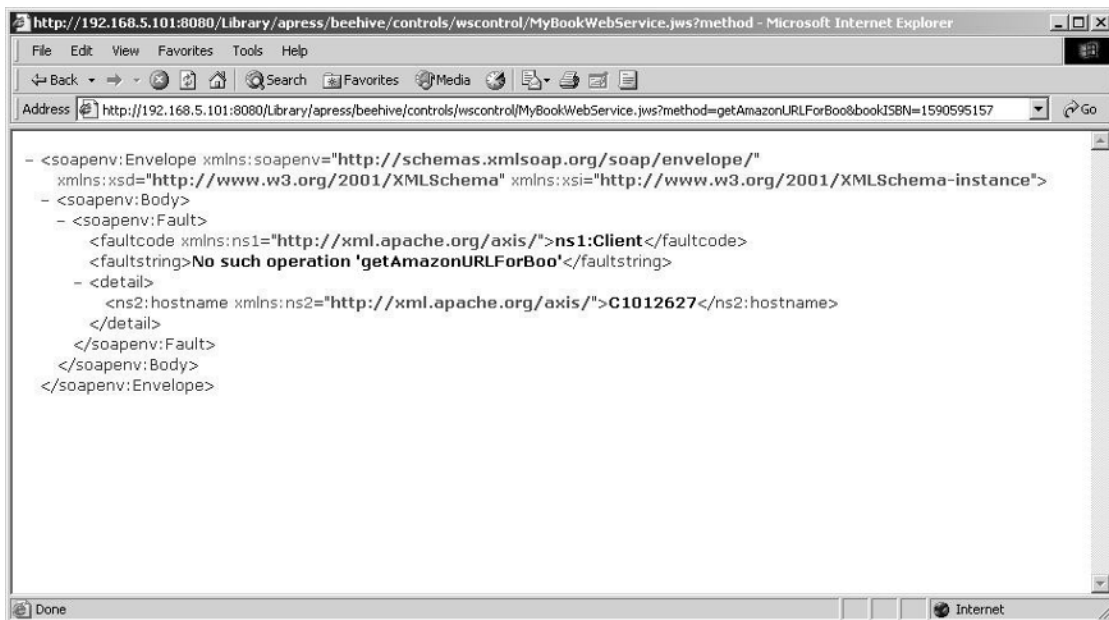 http://192.168.5.101:8080/Library/apress/beehive/controls/wscontrol/MyBookWebService.jws?method - Microsoft Internet Explorer
File Edit View Favorites Tools Help
Back Search Favorites Media
Address http://192.168.5.101:8080/Library/apress/beehive/controls/wscontrol/MyBookWebService.jws?method=getAmazonURLForBoo&bookISBN=1590595157 Go
- <soapenv:Envelope xmlns:soapenv="http://schemas.xmlsoap.org/soap/envelope/"
xmlns:xsd="http://www.w3.org/2001/XMLSchema" xmlns:xsi="http://www.w3.org/2001/XMLSchema-instance">
- <soapenv:Body>
- <soapenv:Fault>
<faultcode xmlns:ns1="http://xml.apache.org/axis/">ns1:Client</faultcode>
<faultstring>No such operation 'getAmazonURLForBoo'</faultstring>
- <detail>
<ns2:hostname xmlns:ns2="http://xml.apache.org/axis/">C1012627</ns2:hostname>
</detail>
</soapenv:Fault>
</soapenv:Body>
</soapenv:Envelope>
Done Internet